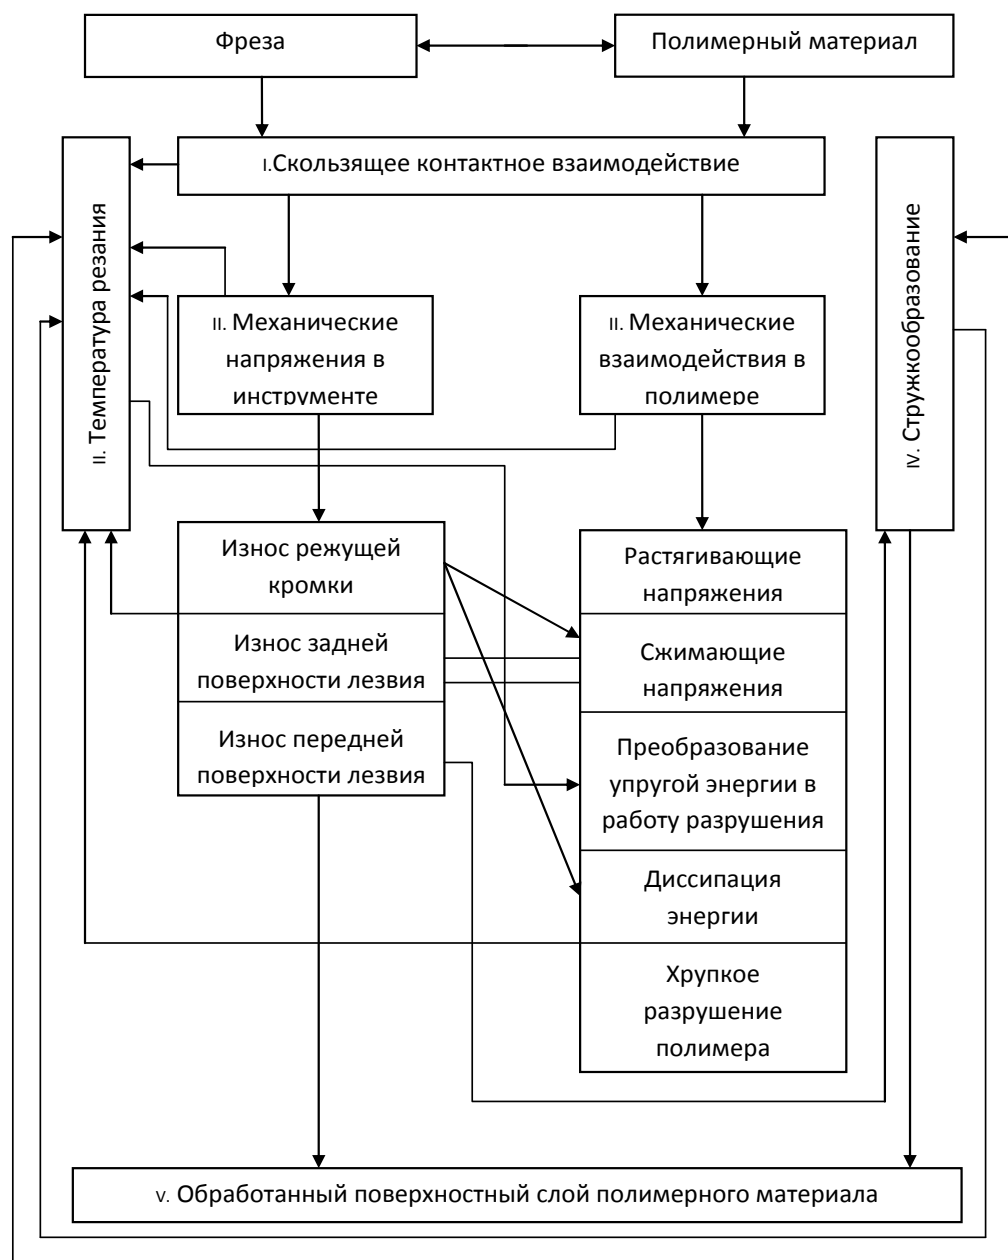 Фреза
Полимерный материал
I.Скользящее контактное взаимодействие
II. Температура резания
IV. Стружкообразование
II. Механические
напряжения в
инструменте
II. Механические
взаимодействия в
полимере
Износ режущей
кромки
Износ задней
поверхности лезвия
Износ передней
поверхности лезвия
Растягивающие
напряжения
Сжимающие
напряжения
Преобразование
упругой энергии в
работу разрушения
Диссипация
энергии
Хрупкое
разрушение
полимера
V. Обработанный поверхностный слой полимерного материала